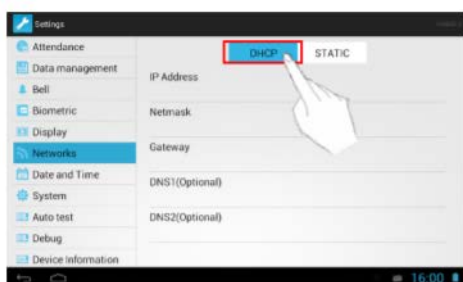 Settings
Attendance
Data management
Bell
Biometric
Display
Networks
Date and Time
System
Auto test
Debug
Device Information
DHCP
STATIC
IP Address
Netmask
Gateway
DNS1(Optional)
DNS2(Optional)
16:00